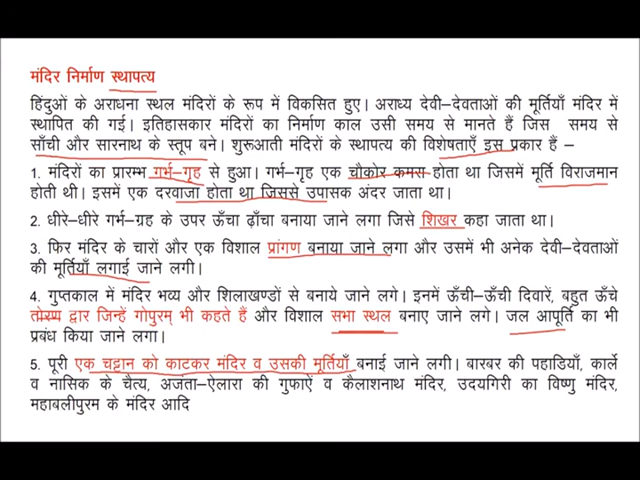 मंदिर निर्माण स्थापत्य
हिंदुओं के अराधना स्थल मंदिरों के रूप में विकसित हुए। अराध्य देवी–देवताओं की मूर्तियाँ मंदिर में
स्थापित की गई। इतिहासकार मंदिरों का निर्माण काल उसी समय से मानते हैं जिस समय से
साँची और सारनाथ के स्तूप बने। शुरूआती मंदिरों के स्थापत्य की विशेषताएँ इस प्रकार हैं –
1. मंदिरों का प्रारम्भ गर्भ–गृह से हुआ। गर्भ–गृह एक चौकोर कमरा होता था जिसमें मूर्ति विराजमान
होती थी। इसमें एक दरवाजा होता था जिससे उपासक अंदर जाता था।
2. धीरे–धीरे गर्भ–ग्रह के उपर ऊँचा ढ़ाँचा बनाया जाने लगा जिसे शिखर कहा जाता था।
3. फिर मंदिर के चारों और एक विशाल प्रांगण बनाया जाने लगा और उसमें भी अनेक देवी–देवताओं
की मूर्तियाँ लगाई जाने लगी।
4. गुप्तकाल में मंदिर भव्य और शिलाखण्डों से बनाये जाने लगे। इनमें ऊँची–ऊँची दिवारें, बहुत ऊँचे
तोरण द्वार जिन्हें गोपुरम् भी कहते हैं और विशाल सभा स्थल बनाए जाने लगे। जल आपूर्ति का भी
प्रबंध किया जाने लगा।
5. पूरी एक चट्टान को काटकर मंदिर व उसकी मूर्तियाँ बनाई जाने लगी। बारबर की पहाडियाँ, कार्ले
व नासिक के चैत्य, अजंता–ऐलारा की गुफाऐं व कैलाशनाथ मंदिर, उदयगिरी का विष्णु मंदिर,
महाबलीपुरम के मंदिर आदि